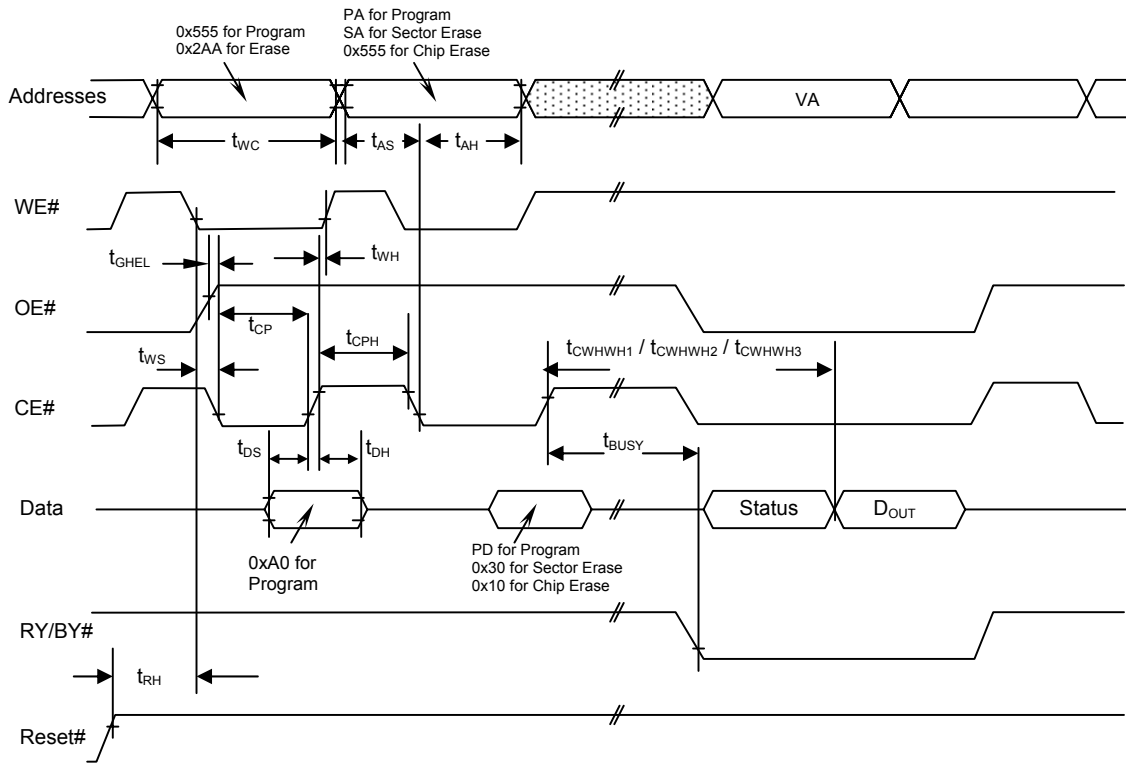 0x555 for Program
0x2AA for Erase
PA for Program
SA for Sector Erase
0x555 for Chip Erase
Addresses
VA
tWC
tAS
tAH
WE#
tGHEL
tWH
OE#
tCP
tCPH
tWS
tCWHWH1 / tCWHWH2 / tCWHWH3
CE#
tDS
tDH
tBUSY
Data
Status
DOUT
0xA0 for
Program
PD for Program
0x30 for Sector Erase
0x10 for Chip Erase
RY/BY#
tRH
Reset#